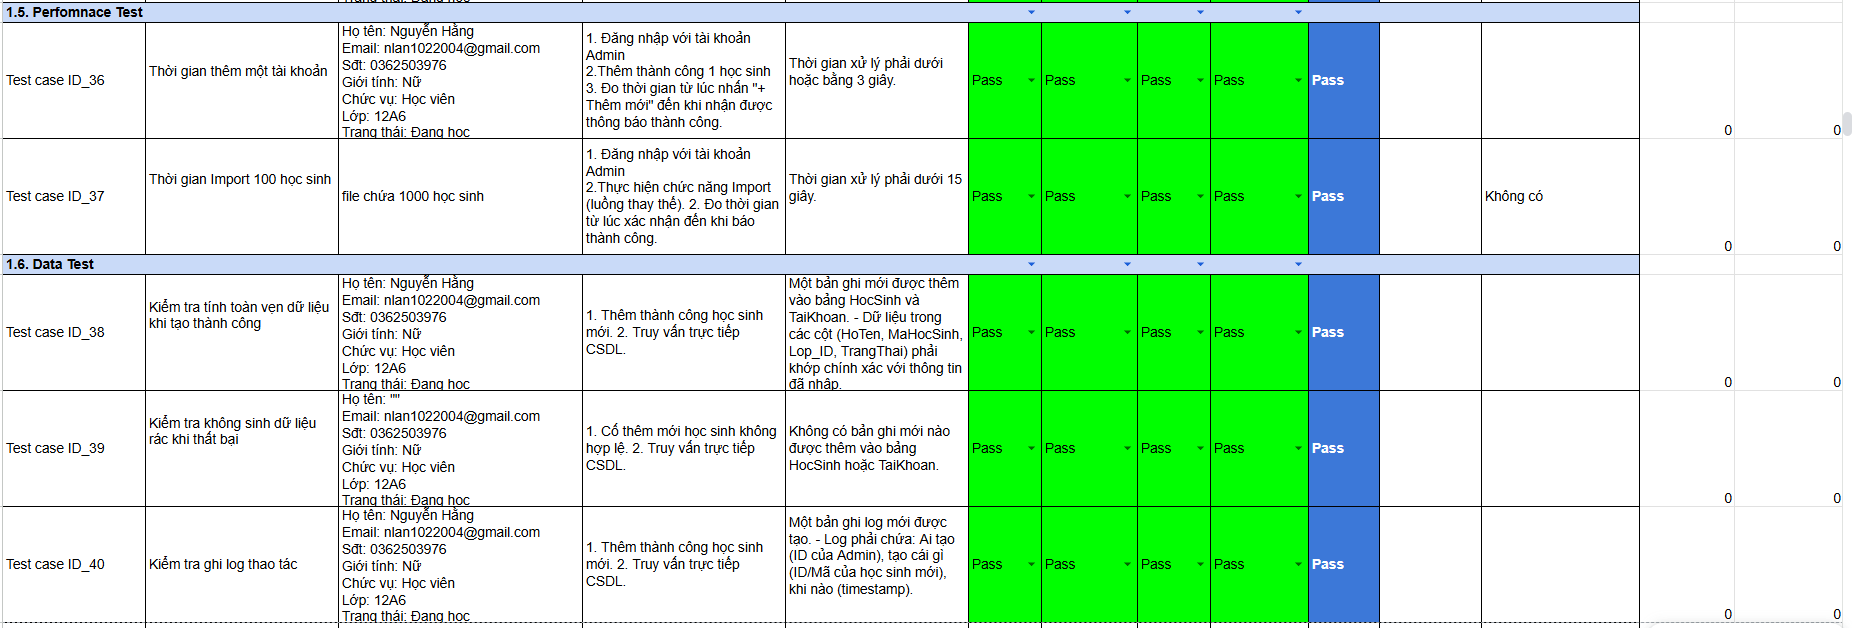 1.5. Perfomnace Test
Test case ID_36
Thời gian thêm một tài khoản
Họ tên: Nguyễn Hằng
Email: nlan1022004@gmail.com
Sđt: 0362503976
Giới tính: Nữ
Chức vụ: Học viên
Lớp: 12A6
Trạng thái: Đang học
1. Đăng nhập với tài khoản
Admin
2.Thêm thành công 1 học sinh
3. Đo thời gian từ lúc nhấn "+
Thêm mới" đến khi nhận được
thông báo thành công.
Thời gian xử lý phải dưới
hoặc bằng 3 giây.
Pass
Pass
Pass
Pass
Pass
0
0
Test case ID_37
Thời gian Import 100 học sinh
file chứa 1000 học sinh
1. Đăng nhập với tài khoản
Admin
2.Thực hiện chức năng Import
(luồng thay thế). 2. Đo thời gian
từ lúc xác nhận đến khi báo
thành công.
Thời gian xử lý phải dưới 15
giây.
Pass
Pass
Pass
Pass
Pass
Không có
0
0
1.6. Data Test
Test case ID_38
Kiểm tra tính toàn vẹn dữ liệu
khi tạo thành công
Họ tên: Nguyễn Hằng
Email: nlan1022004@gmail.com
Sđt: 0362503976
Giới tính: Nữ
Chức vụ: Học viên
Lớp: 12A6
Trạng thái: Đang học
1. Thêm thành công học sinh
mới. 2. Truy vấn trực tiếp
CSDL.
Một bản ghi mới được thêm
vào bảng HocSinh và
TaiKhoan. - Dữ liệu trong
các cột (HoTen, MaHocSinh,
Lop_ID, TrangThai) phải
khớp chính xác với thông tin
đã nhập.
Pass
Pass
Pass
Pass
Pass
0
0
Test case ID_39
Kiểm tra không sinh dữ liệu
rác khi thất bại
Họ tên: ""
Email: nlan1022004@gmail.com
Sđt: 0362503976
Giới tính: Nữ
Chức vụ: Học viên
Lớp: 12A6
Trạng thái: Đang học
1. Cố thêm mới học sinh không
hợp lệ. 2. Truy vấn trực tiếp
CSDL.
Không có bản ghi mới nào
được thêm vào bảng
HocSinh hoặc TaiKhoan.
Pass
Pass
Pass
Pass
Pass
0
0
Test case ID_40
Kiểm tra ghi log thao tác
Họ tên: Nguyễn Hằng
Email: nlan1022004@gmail.com
Sđt: 0362503976
Giới tính: Nữ
Chức vụ: Học viên
Lớp: 12A6
Trạng thái: Đang học
1. Thêm thành công học sinh
mới. 2. Truy vấn trực tiếp
CSDL.
Một bản ghi log mới được
tạo. - Log phải chứa: Ai tạo
(ID của Admin), tạo cái gì
(ID/Mã của học sinh mới),
khi nào (timestamp).
Pass
Pass
Pass
Pass
Pass
0
0